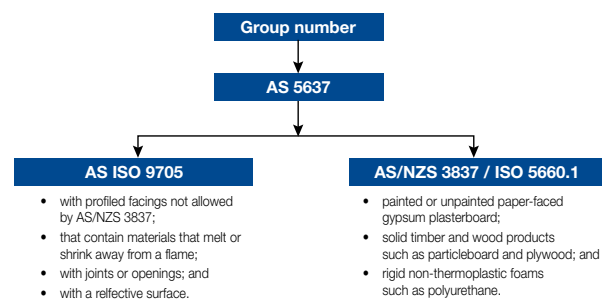 Group number
AS 5637
AS ISO 9705
• with profiled facings not allowed
by AS/NZS 3837;
• that contain materials that melt or
shrink away from a flame;
• with joints or openings; and
• with a relfective surface.
AS/NZS 3837 / ISO 5660.1
• painted or unpainted paper-faced
gypsum plasterboard;
• solid timber and wood products
such as particleboard and plywood; and
• rigid non-thermoplastic foams
such as polyurethane.